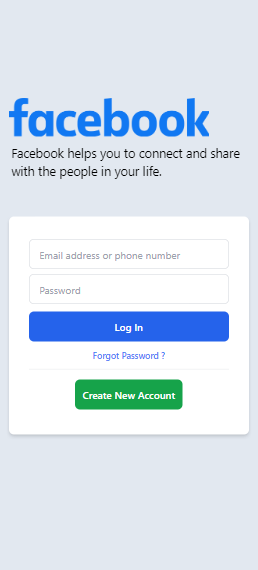 facebook
Facebook helps you to connect and share
with the people in your life.
Email address or phone number
Password
Log In
Forgot Password ?
Create New Account